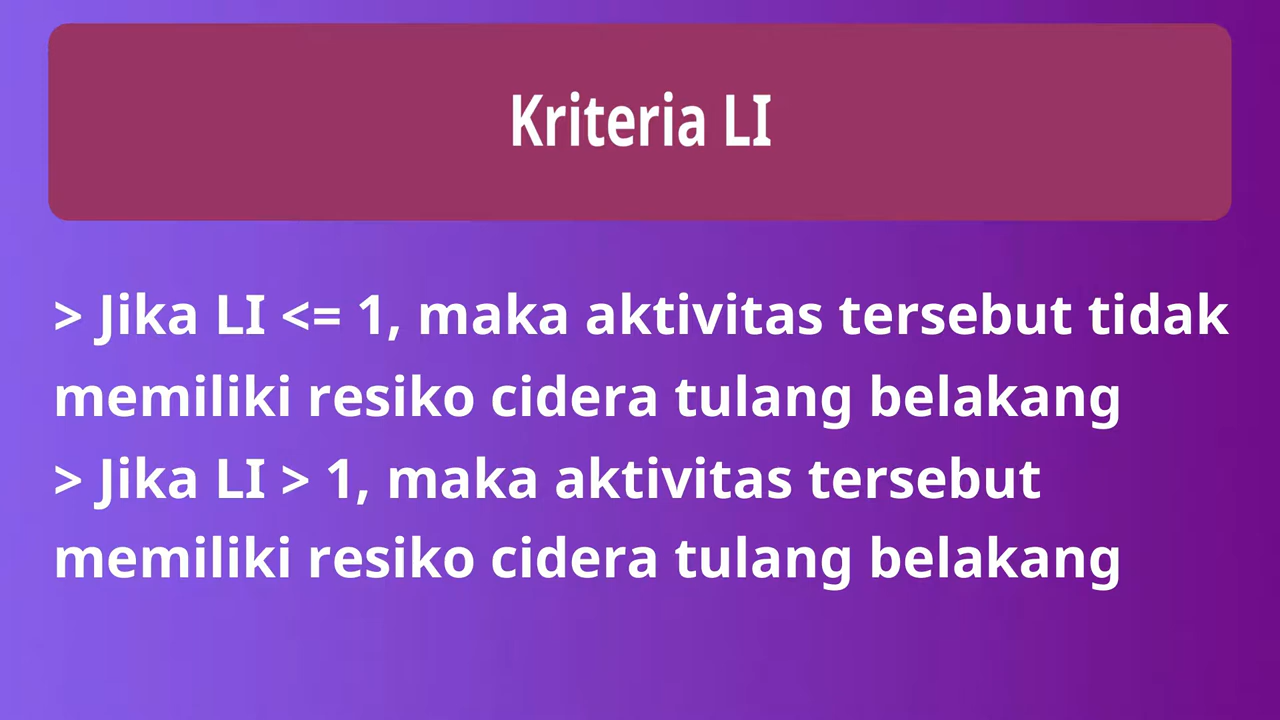 Kriteria LI
> Jika LI <= 1, maka aktivitas tersebut tidak
memiliki resiko cidera tulang belakang
> Jika LI > 1, maka aktivitas tersebut
memiliki resiko cidera tulang belakang